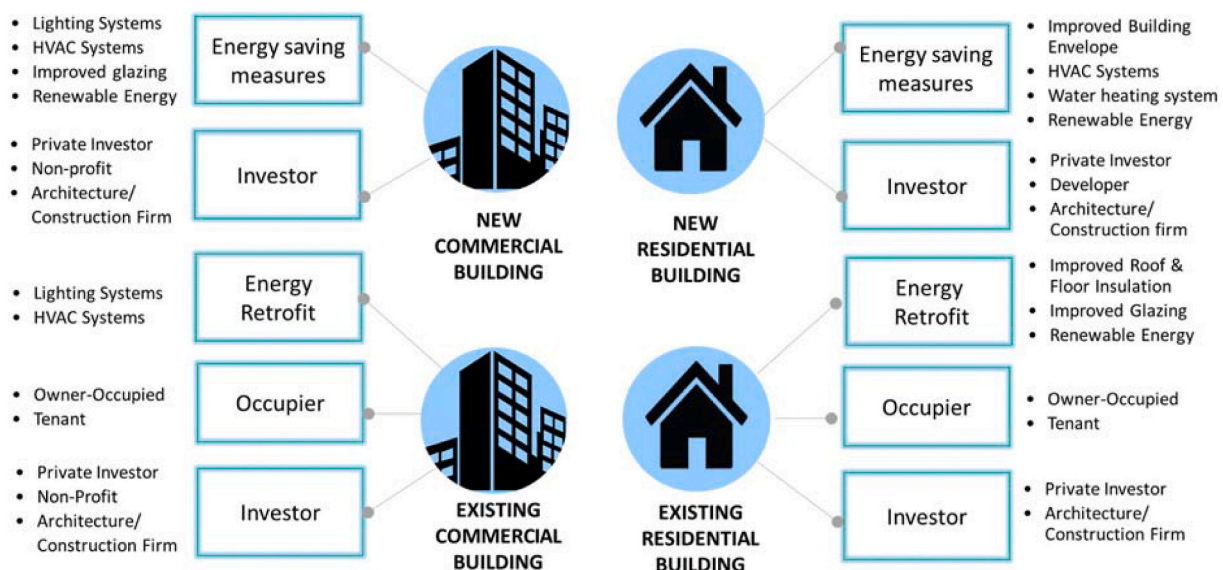 • Lighting Systems
• HVAC Systems
• Improved glazing
• Renewable Energy
Energy saving
measures
• Private Investor
• Non-profit
• Architecture/
Construction Firm
Investor
NEW
COMMERCIAL
BUILDING
• Lighting Systems
• HVAC Systems
Energy
Retrofit
• Owner-Occupied
• Tenant
Occupier
• Private Investor
• Non-Profit
• Architecture/
Construction Firm
Investor
EXISTING
COMMERCIAL
BUILDING
Energy saving
measures
• Improved Building
Envelope
• HVAC Systems
• Water heating system
• Renewable Energy
Investor
• Private Investor
• Developer
• Architecture/
Construction firm
NEW
RESIDENTIAL
BUILDING
Energy
Retrofit
• Improved Roof &
Floor Insulation
• Improved Glazing
• Renewable Energy
Occupier
• Owner-Occupied
• Tenant
Investor
• Private Investor
• Architecture/
Construction Firm
EXISTING
RESIDENTIAL
BUILDING